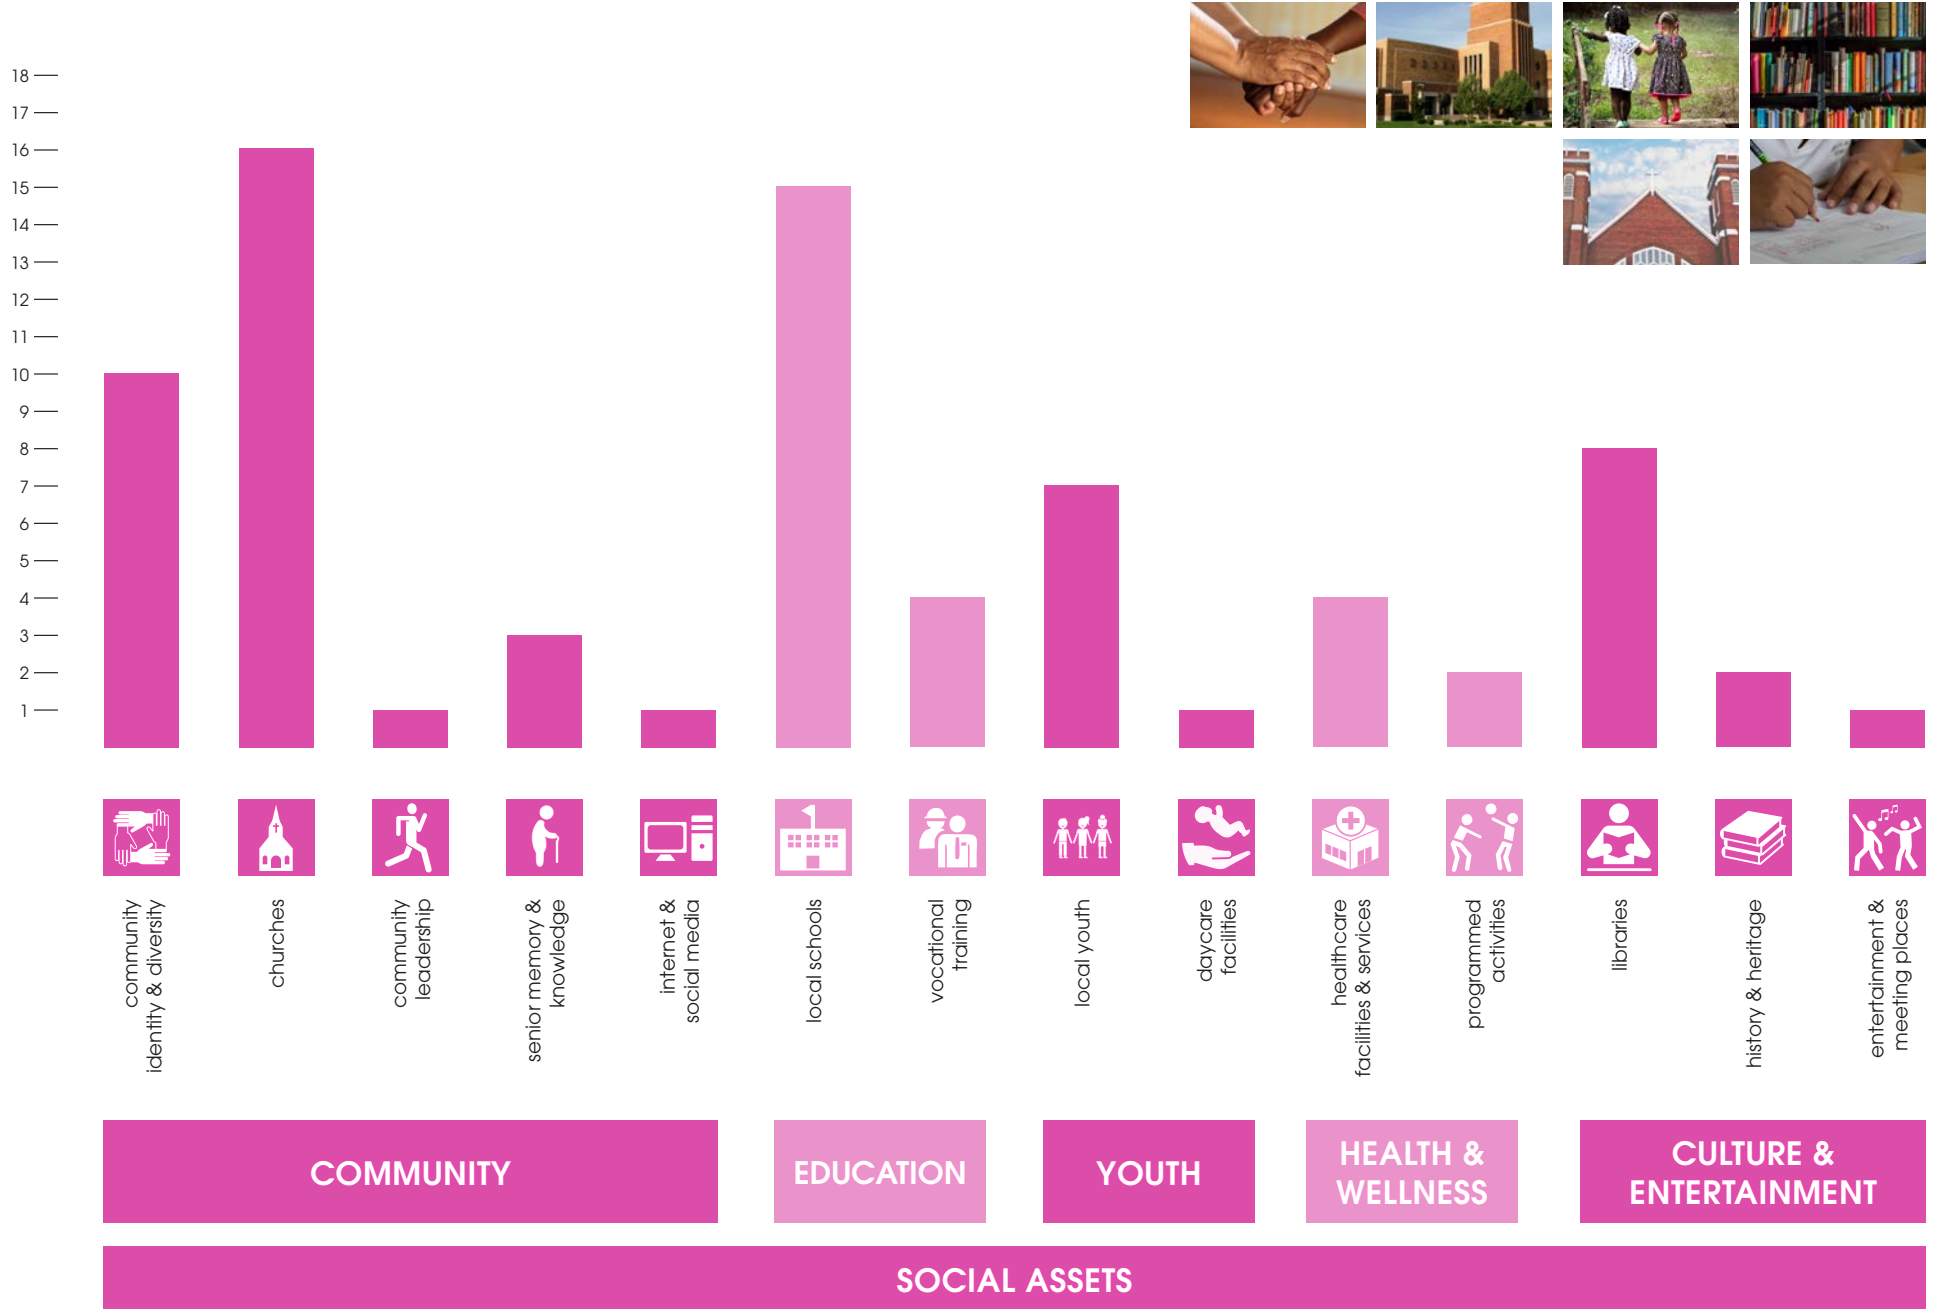 18
17
16
15
14
13
12
11
10
9
8
7
6
5
4
3
2
1
community
identity & diversity
churches
community
leadership
senior memory &
knowledge
internet &
social media
local schools
vocational
training
local youth
daycare
facilities
healthcare
facilities & services
programmed
activities
libraries
history & heritage
entertainment &
meeting places
COMMUNITY
EDUCATION
YOUTH
HEALTH &
WELLNESS
CULTURE &
ENTERTAINMENT
SOCIAL ASSETS